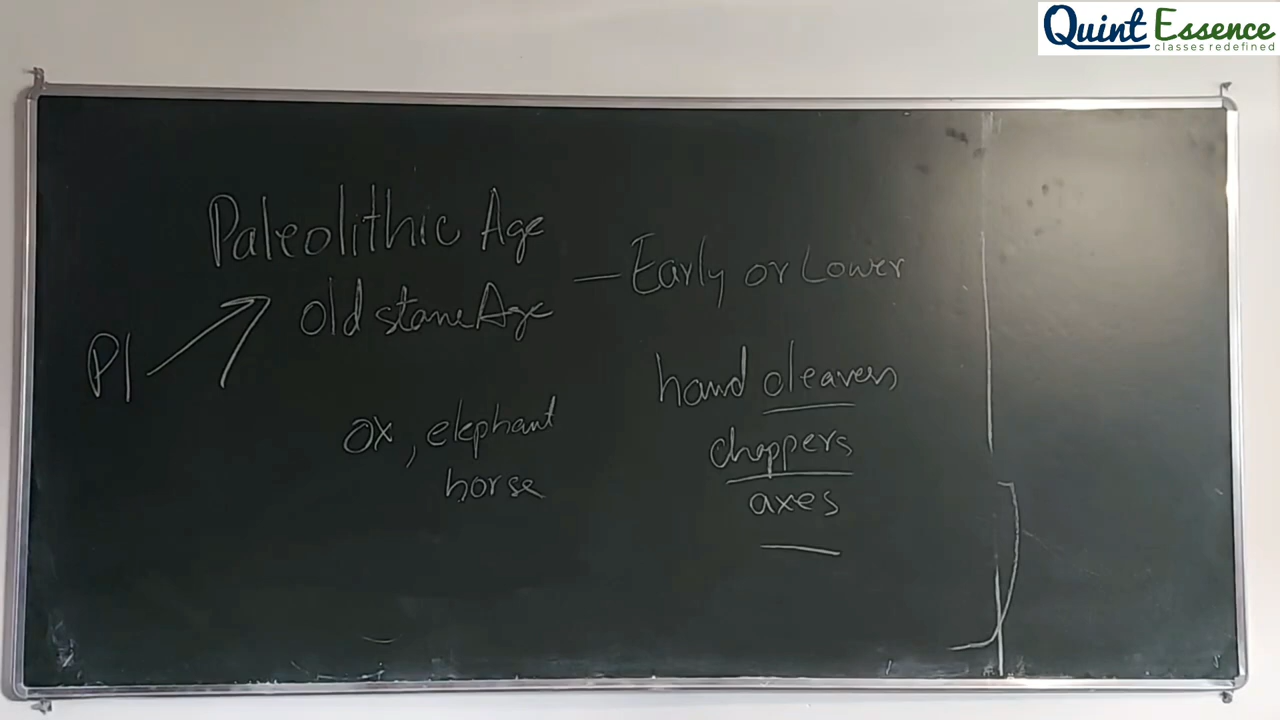 Quint Essence
classes redefined
Paleolithic Age
Old stone Age
— Early or Lower
Pl
ox, elephant
horse
hand cleavers
choppers
axes